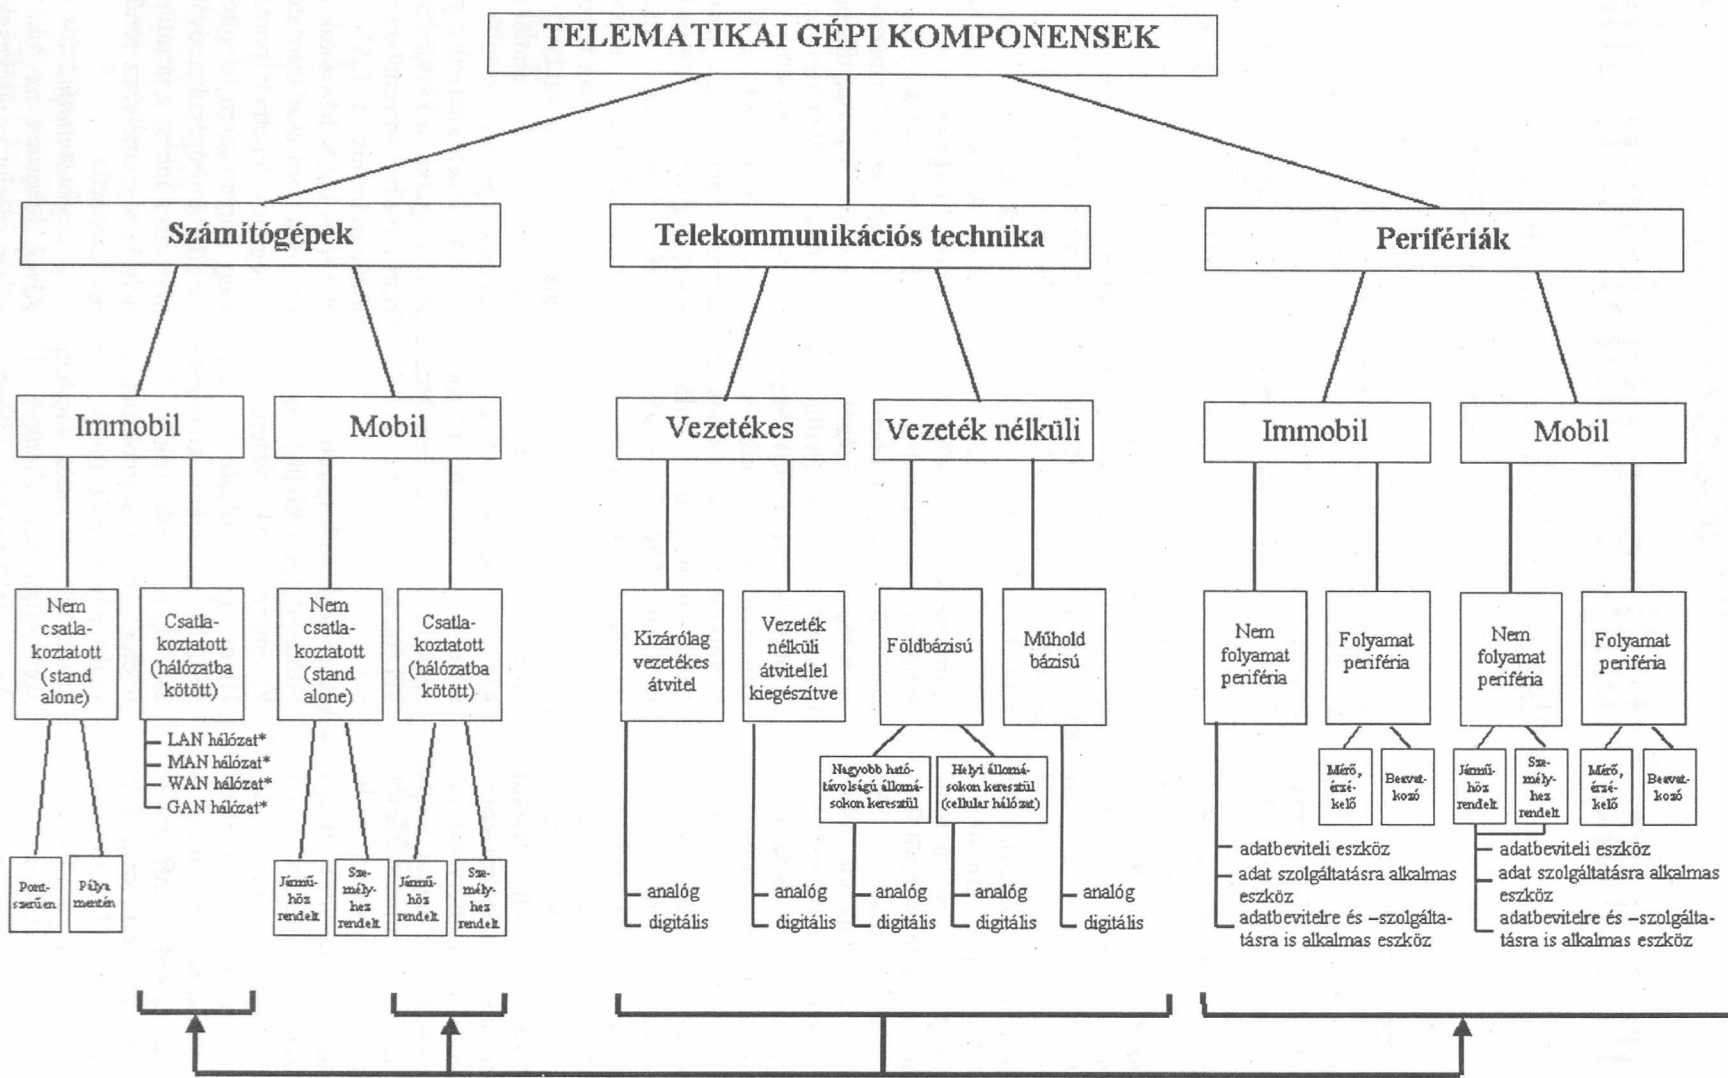 TELEMATIKAI GÉPI KOMPONENSEK
Számítógépek
Telekommunikációs technika
Perifériák
Immobil
Mobil
Vezetékes
Vezeték nélküli
Immobil
Mobil
Nem
csatla-
koztatott
(stand
alone)
Csatla-
koztatott
(hálózatba
kötött)
Nem
csatla-
koztatott
(stand
alone)
Csatla-
koztatott
(hálózatba
kötött)
Kizárólag
vezetékes
átvitel
Vezeték
nélküli
átvitellel
kiegészítve
Földbázisú
Műhold
bázisú
Nem
folyamat
periféria
Folyamat
periféria
Nem
folyamat
periféria
Folyamat
periféria
LAN hálózat*
MAN hálózat*
WAN hálózat*
GAN hálózat*
Nagyobb ható-
távolságú állomá-
sokon keresztül
Helyi állomá-
sokon keresztül
(cellular hálózat)
Mérő,
érzé-
kelő
Beavat-
kozó
Jármű-
höz
rendelt
Sze-
mély-
hez
rendelt
Mérő,
érzé-
kelő
Beavat-
kozó
Pont-
szerűen
Pálya
mentén
Jármű-
höz
rendelt
Sze-
mély-
hez
rendelt
Jármű-
höz
rendelt
Sze-
mély-
hez
rendelt
analóg
digitális
analóg
digitális
analóg
digitális
analóg
digitális
analóg
digitális
adatbeviteli eszköz
adat szolgáltatásra alkalmas
eszköz
adatbevitelre és –szolgálta-
tásra is alkalmas eszköz
adatbeviteli eszköz
adat szolgáltatásra alkalmas
eszköz
adatbevitelre és –szolgálta-
tásra is alkalmas eszköz